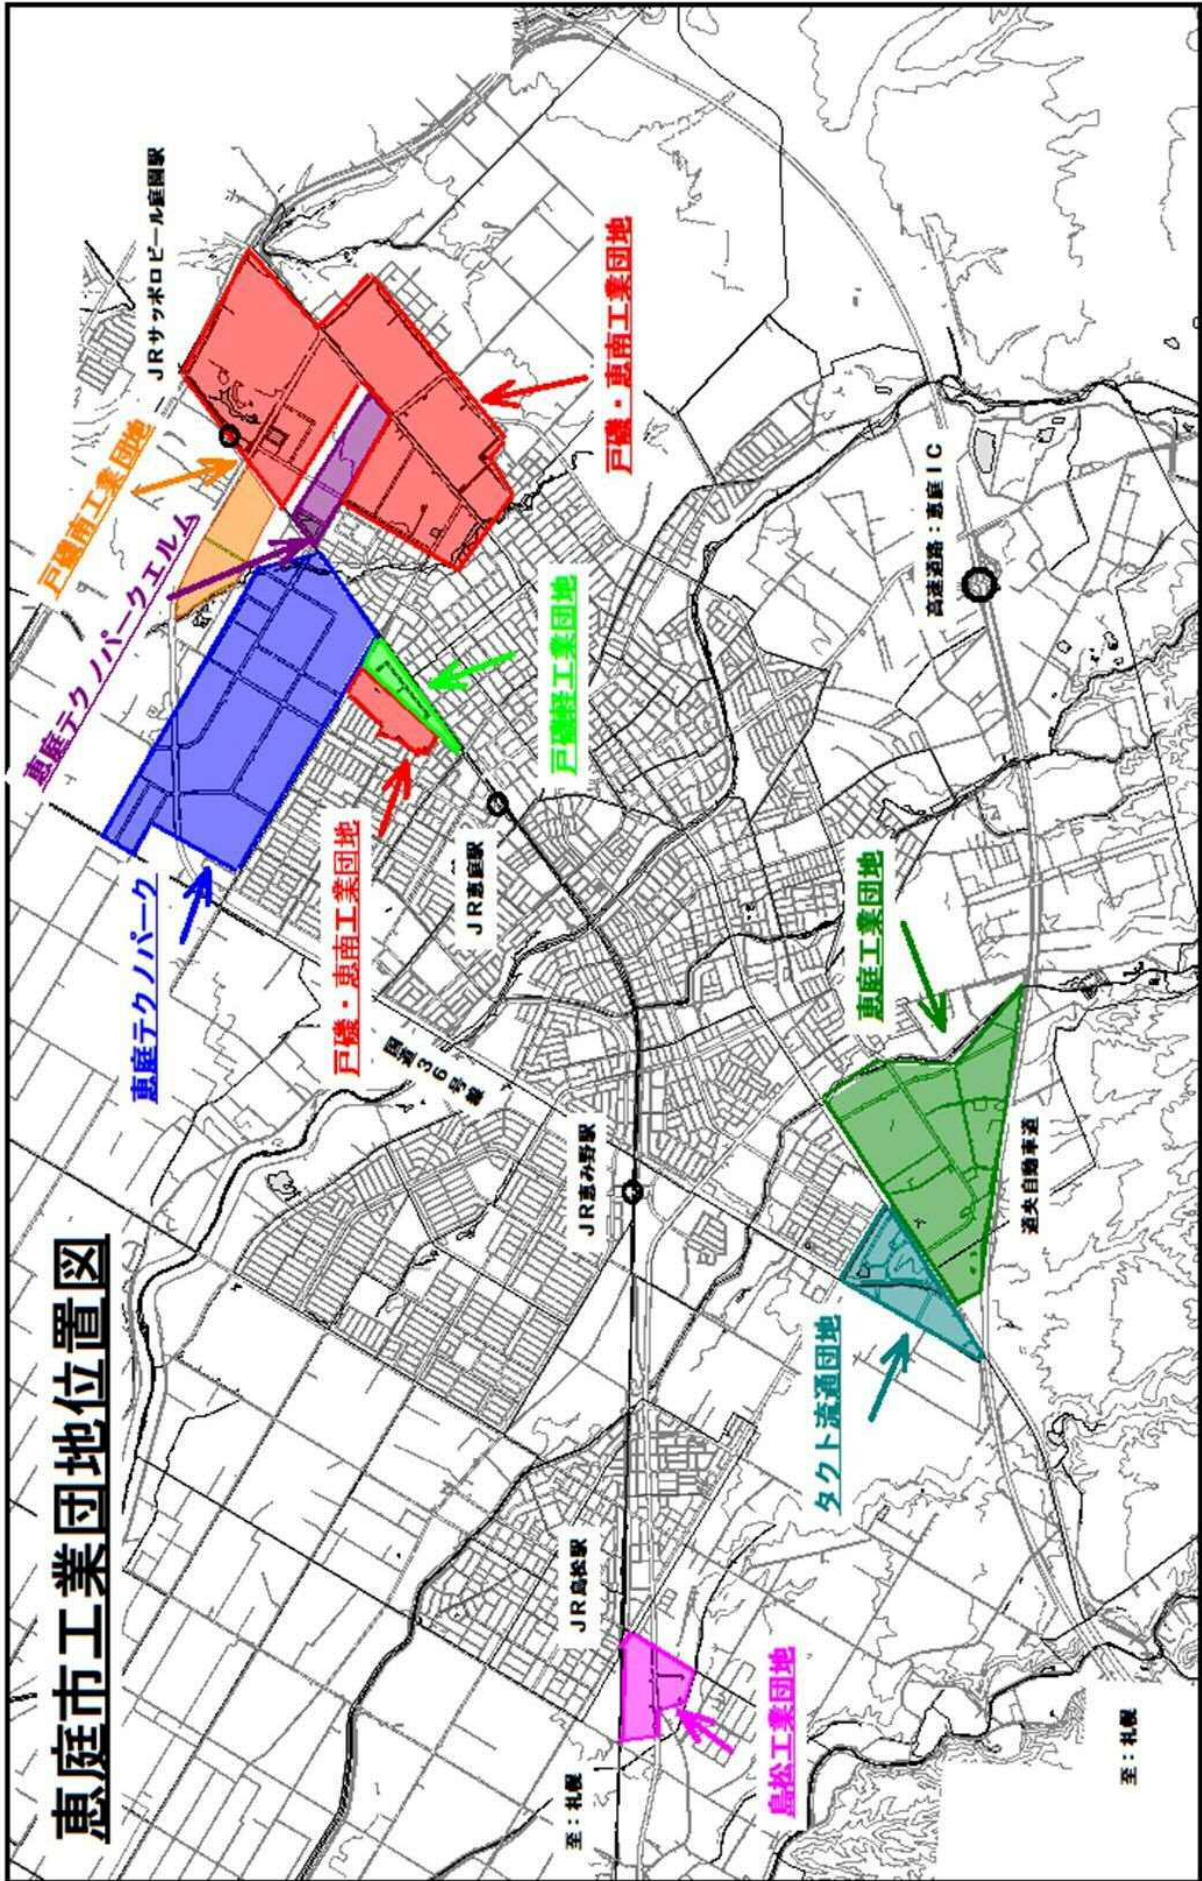 恵庭市工業団地位置図
JRサッポロビール庭園駅
戸磯南工業団地
恵庭テクノパークエルム
恵庭テクノパーク
戸磯・恵南工業団地
戸磯・恵南工業団地
戸磯軽工業団地
JR恵庭駅
国道36号線
JR恵み野駅
高速道路:恵庭IC
恵庭工業団地
道央自動車道
タクト流通団地
JR島松駅
島松工業団地
至:札幌
至:札幌